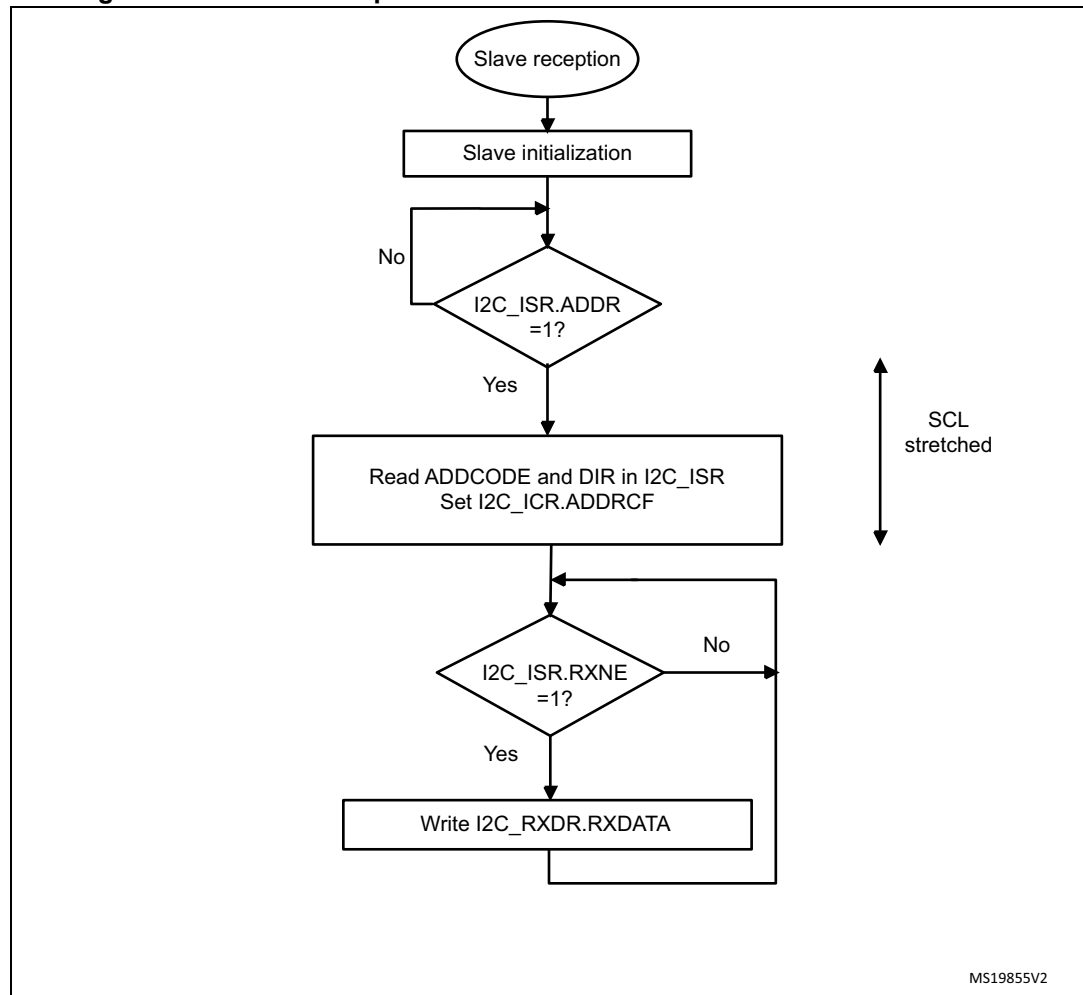 Slave reception
Slave initialization
No
I2C_ISR.ADDR
=1?
Yes
SCL
stretched
Read ADDCODE and DIR in I2C_ISR
Set I2C_ICR.ADDRCF
No
I2C_ISR.RXNE
=1?
Yes
Write I2C_RXDR.RXDATA
MS19855V2